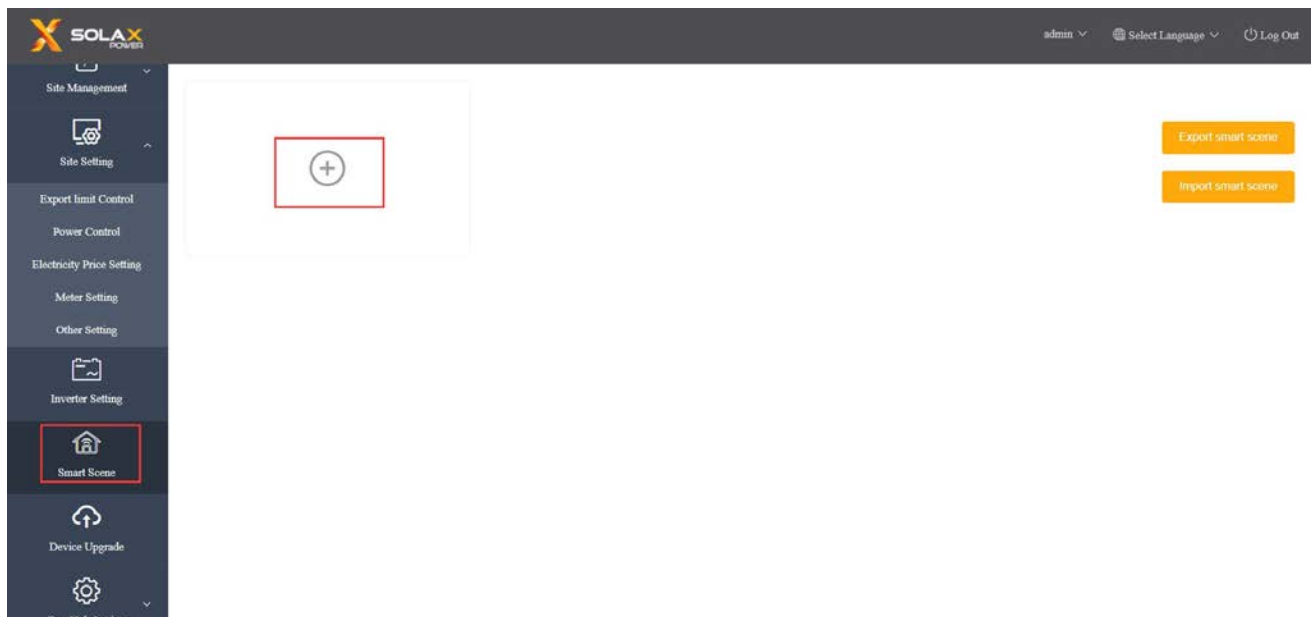 SOLAX
POWER
admin
Select Language
Log Out
Site Management
Site Setting
Export limit Control
Power Control
Electricity Price Setting
Meter Setting
Other Setting
Inverter Setting
Smart Scene
Device Upgrade
Export smart scene
Import smart scene